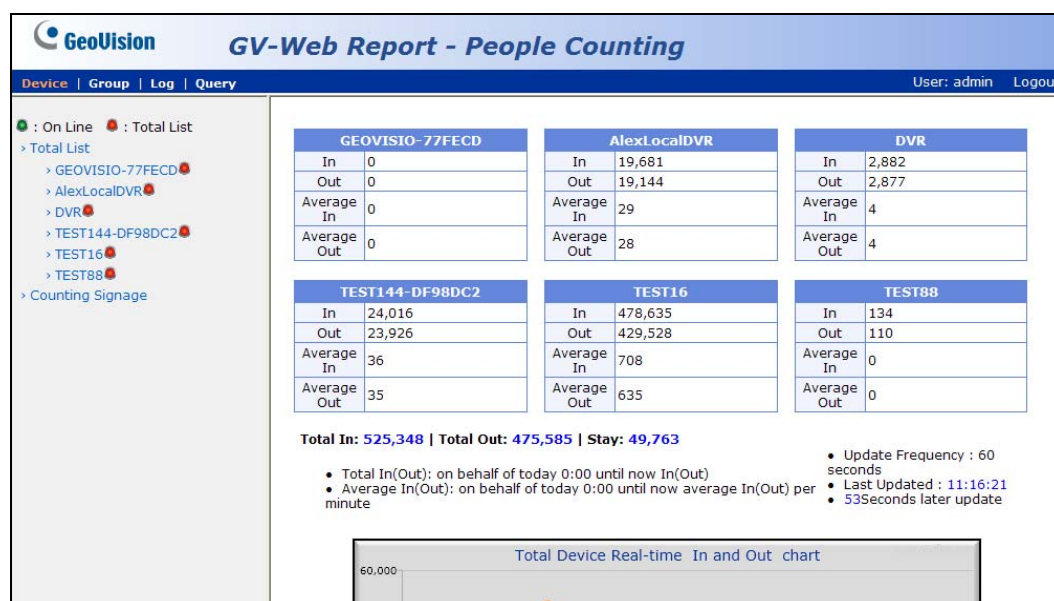 GeoVision
GV-Web Report - People Counting
Device | Group | Log | Query
User: admin Logou
: On Line : Total List
› Total List
› GEOVISIO-77FECD
› AlexLocalDVR
› DVR
› TEST144-DF98DC2
› TEST16
› TEST88
› Counting Signage
GEOVISIO-77FECD
In 0
Out 0
Average In 0
Average Out 0
AlexLocalDVR
In 19,681
Out 19,144
Average In 29
Average Out 28
DVR
In 2,882
Out 2,877
Average In 4
Average Out 4
TEST144-DF98DC2
In 24,016
Out 23,926
Average In 36
Average Out 35
TEST16
In 478,635
Out 429,528
Average In 708
Average Out 635
TEST88
In 134
Out 110
Average In 0
Average Out 0
Total In: 525,348 | Total Out: 475,585 | Stay: 49,763
• Total In(Out): on behalf of today 0:00 until now In(Out)
• Average In(Out): on behalf of today 0:00 until now average In(Out) per
minute
• Update Frequency : 60
seconds
• Last Updated : 11:16:21
• 53Seconds later update
Total Device Real-time In and Out chart
60,000